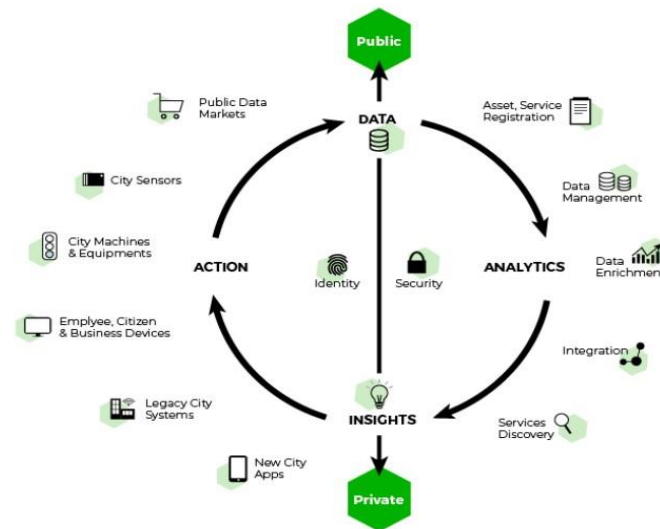 Public
Public Data
Markets
DATA
Asset, Service
Registration
City Sensors
Data
Management
City Machines
& Equipments
ACTION
Identity
Security
ANALYTICS
Data
Enrichment
Emplyee, Citizen
& Business Devices
Integration
Legacy City
Systems
INSIGHTS
Services
Discovery
New City
Apps
Private